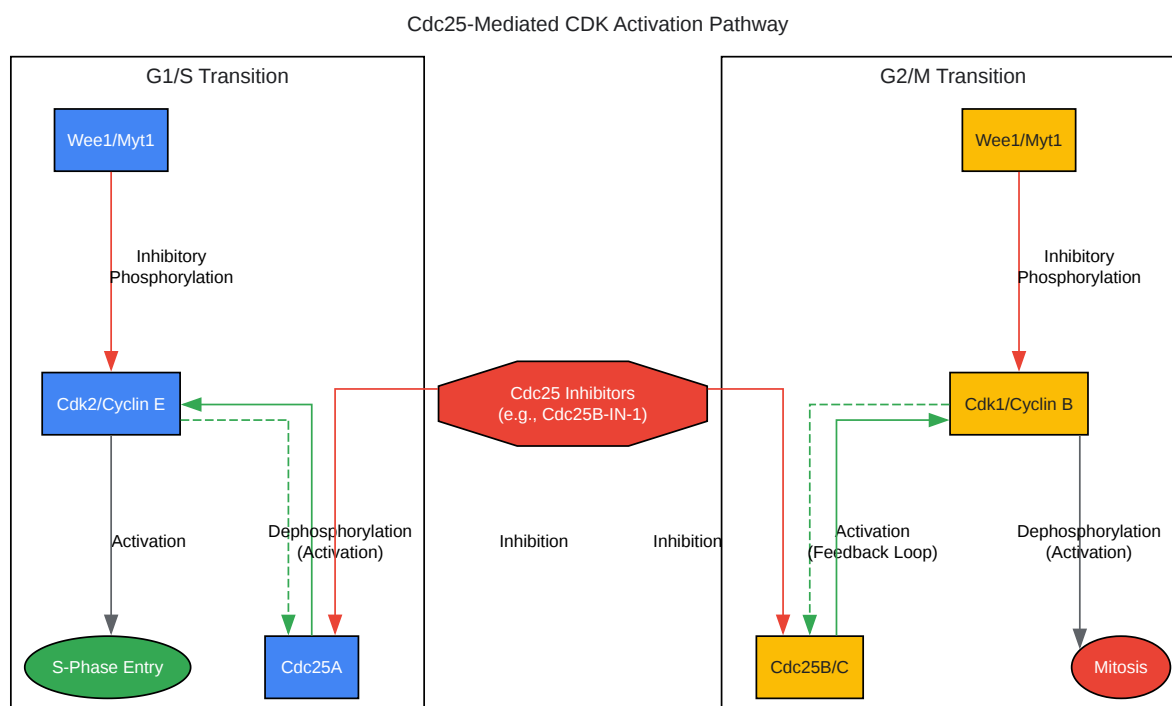 Cdc25-Mediated CDK Activation Pathway
G1/S Transition
G2/M Transition
Wee1/Myt1
Wee1/Myt1
Inhibitory
Phosphorylation
Inhibitory
Phosphorylation
Cdk2/Cyclin E
Cdc25 Inhibitors
(e.g., Cdc25B-IN-1)
Cdk1/Cyclin B
Activation
Dephosphorylation
(Activation)
Inhibition
Inhibition
Activation
(Feedback Loop)
Dephosphorylation
(Activation)
S-Phase Entry
Cdc25A
Cdc25B/C
Mitosis